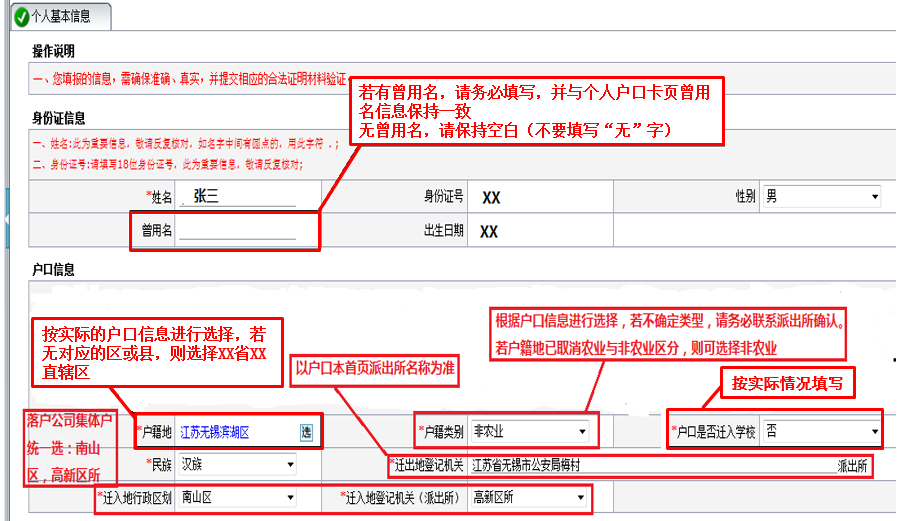 个人基本信息
操作说明
一、您填报的信息，需确保准确、真实，并提交相应的合法证明材料验证。
若有曾用名，请务必填写，并与个人户口卡页曾用
名信息保持一致
无曾用名，请保持空白（不要填写“无”字）
身份证信息
一、姓名:此为重要信息，敬请反复核对，如名字中间有圆点的，用此字符 ．;
二、身份证号:请填写18位身份证号，此为重要信息，敬请反复核对;
*姓名 张三 身份证号 XX 性别 男
曾用名 出生日期 XX
户口信息
按实际的户口信息进行选择，若
无对应的区或县，则选择XX省XX
直辖区
以户口本首页派出所名称为准
根据户口信息进行选择，若不确定类型，请务必联系派出所确认。
若户籍地已取消农业与非农业区分，则可选择非农业
按实际情况填写
落户公司集体户
统一选：南山
区，高新区所
*户籍地 江苏无锡滨湖区 选 *户籍类别 非农业 *户口是否迁入学校 否
*民族 汉族 *迁出地登记机关 江苏省无锡市公安局梅村 派出所
*迁入地行政区划 南山区 *迁入地登记机关（派出所） 高新区所